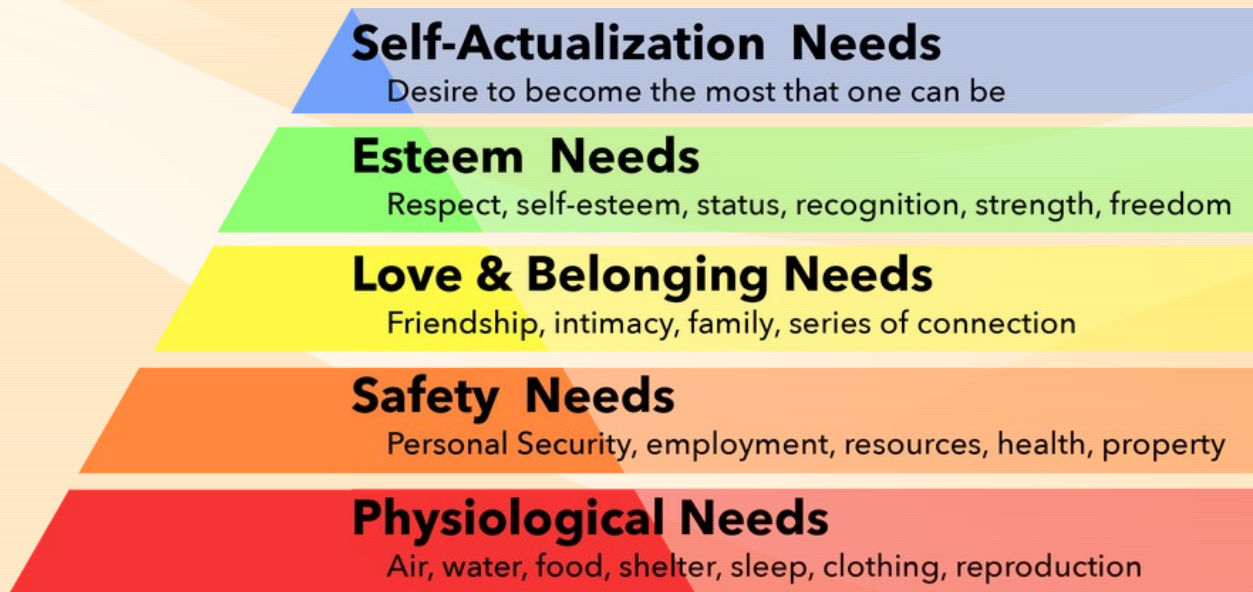 Self-Actualization Needs
Desire to become the most that one can be
Esteem Needs
Respect, self-esteem, status, recognition, strength, freedom
Love & Belonging Needs
Friendship, intimacy, family, series of connection
Safety Needs
Personal Security, employment, resources, health, property
Physiological Needs
Air, water, food, shelter, sleep, clothing, reproduction